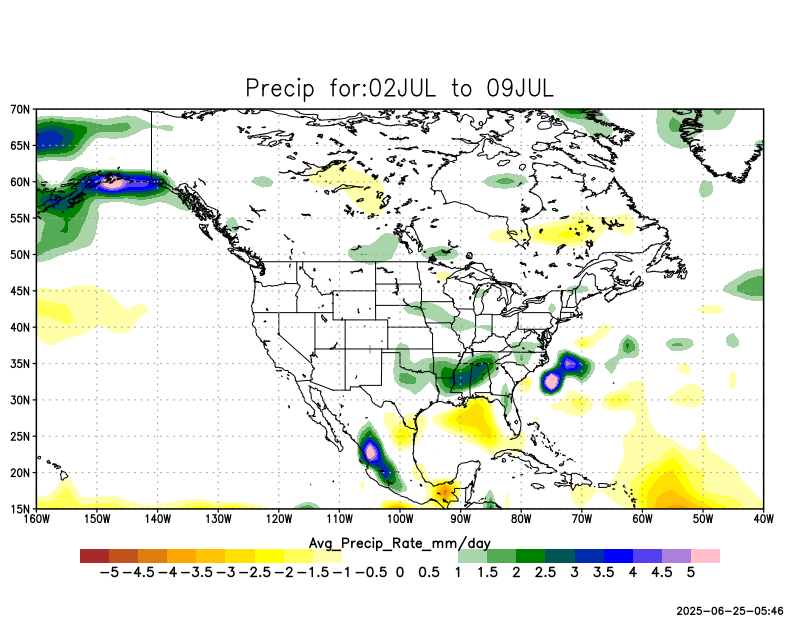 Precip for:02JUL to 09JUL
70N
65N
60N
55N
50N
45N
40N
35N
30N
25N
20N
15N
160W 150W 140W 130W 120W 110W 100W 90W 80W 70W 60W 50W 40W
Avg_Precip_Rate_mm/day
-5 -4.5 -4 -3.5 -3 -2.5 -2 -1.5 -1 -0.5 0 0.5 1 1.5 2 2.5 3 3.5 4 4.5 5
2025-06-25-05:46